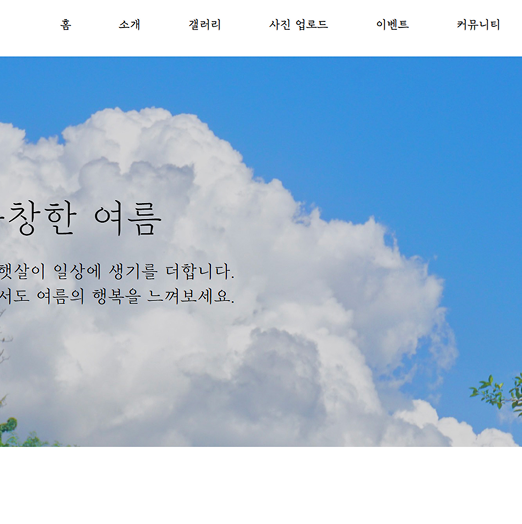 홈 소개 갤러리 사진 업로드 이벤트 커뮤니티
창한 여름
햇살이 일상에 생기를 더합니다.
서도 여름의 행복을 느껴보세요.